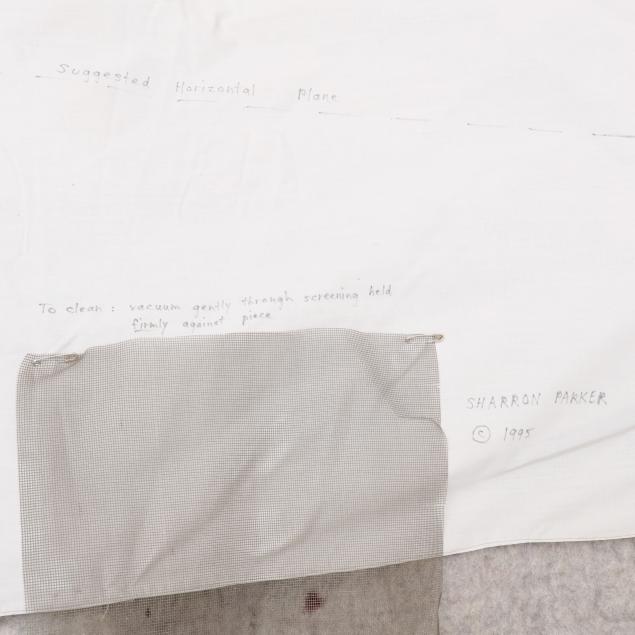 Suggested Horizontal Plane
To clean: vacuum gently through screening held
firmly against piece
SHARRON PARKER
© 1995